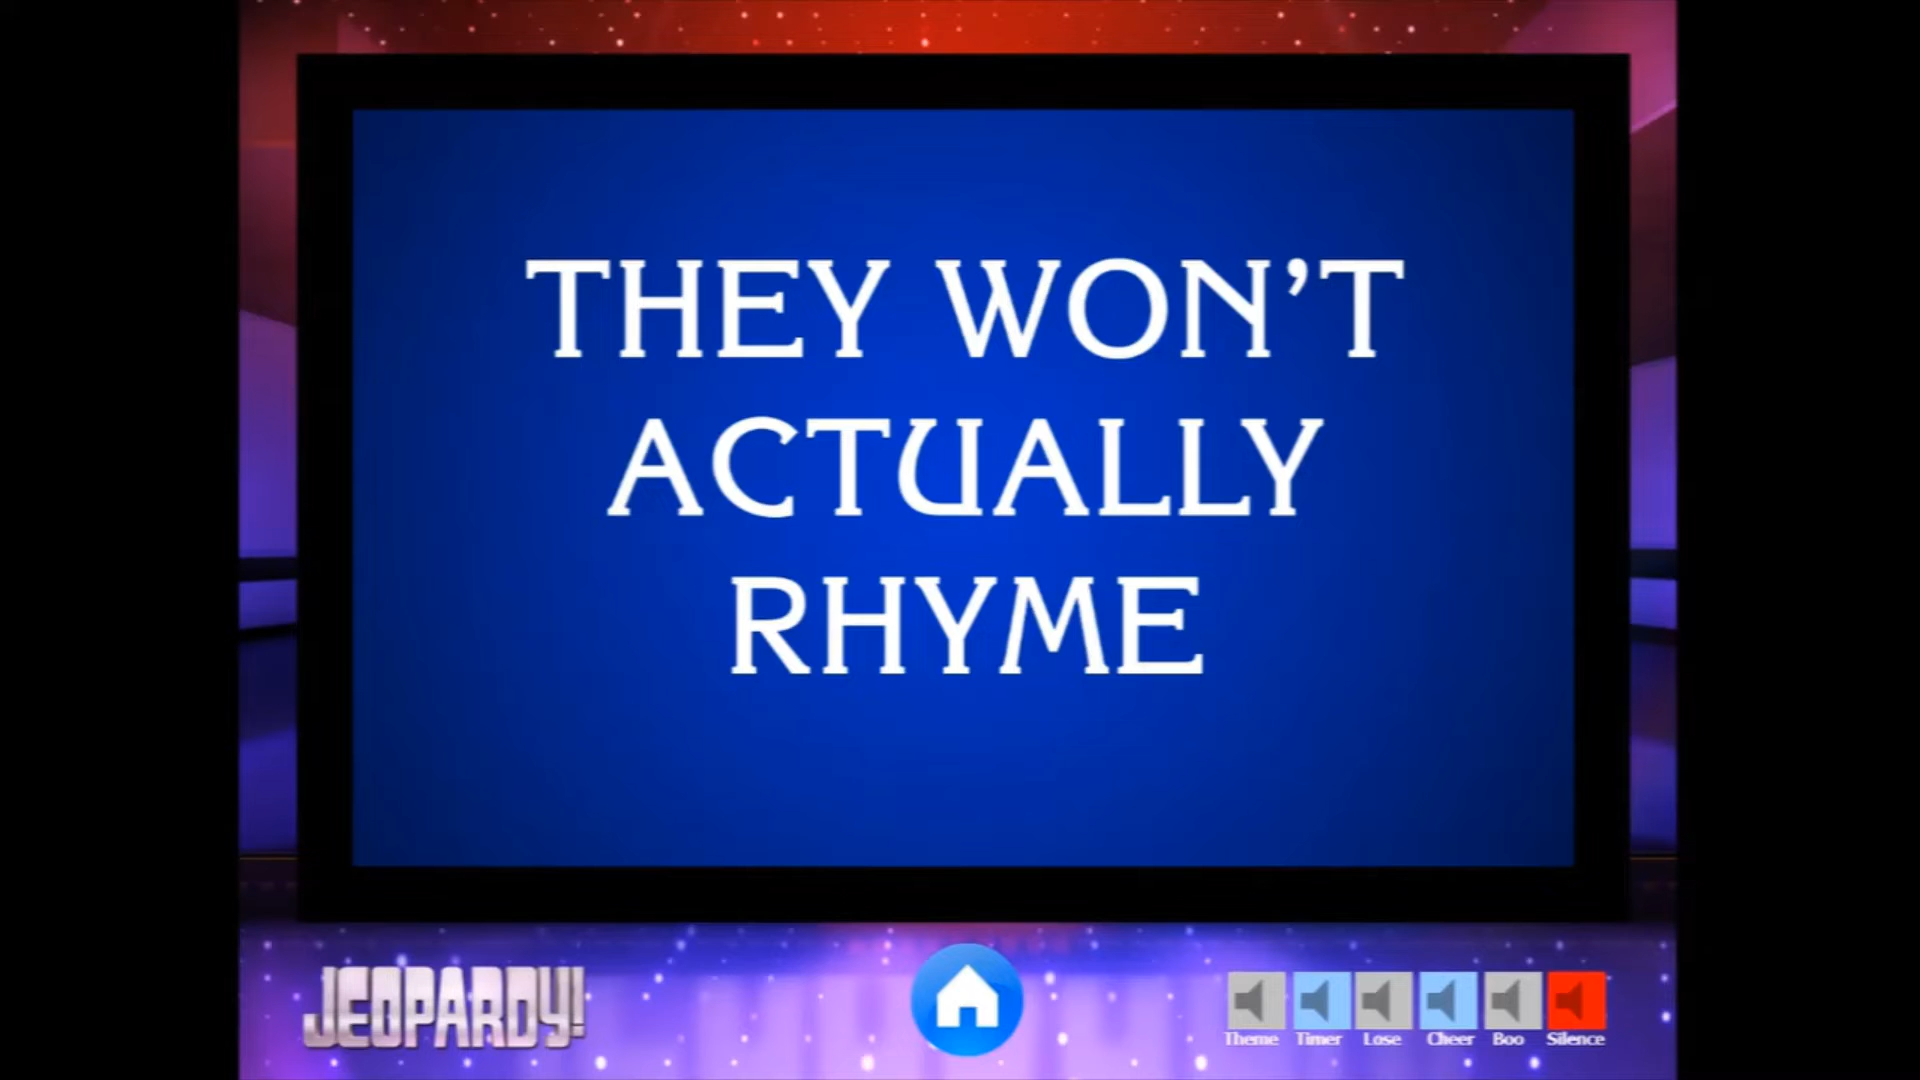 THEY WON'T
ACTUALLY
RHYME
JEOPARDY!
Theme Timer Lose Cheer Boo Silence